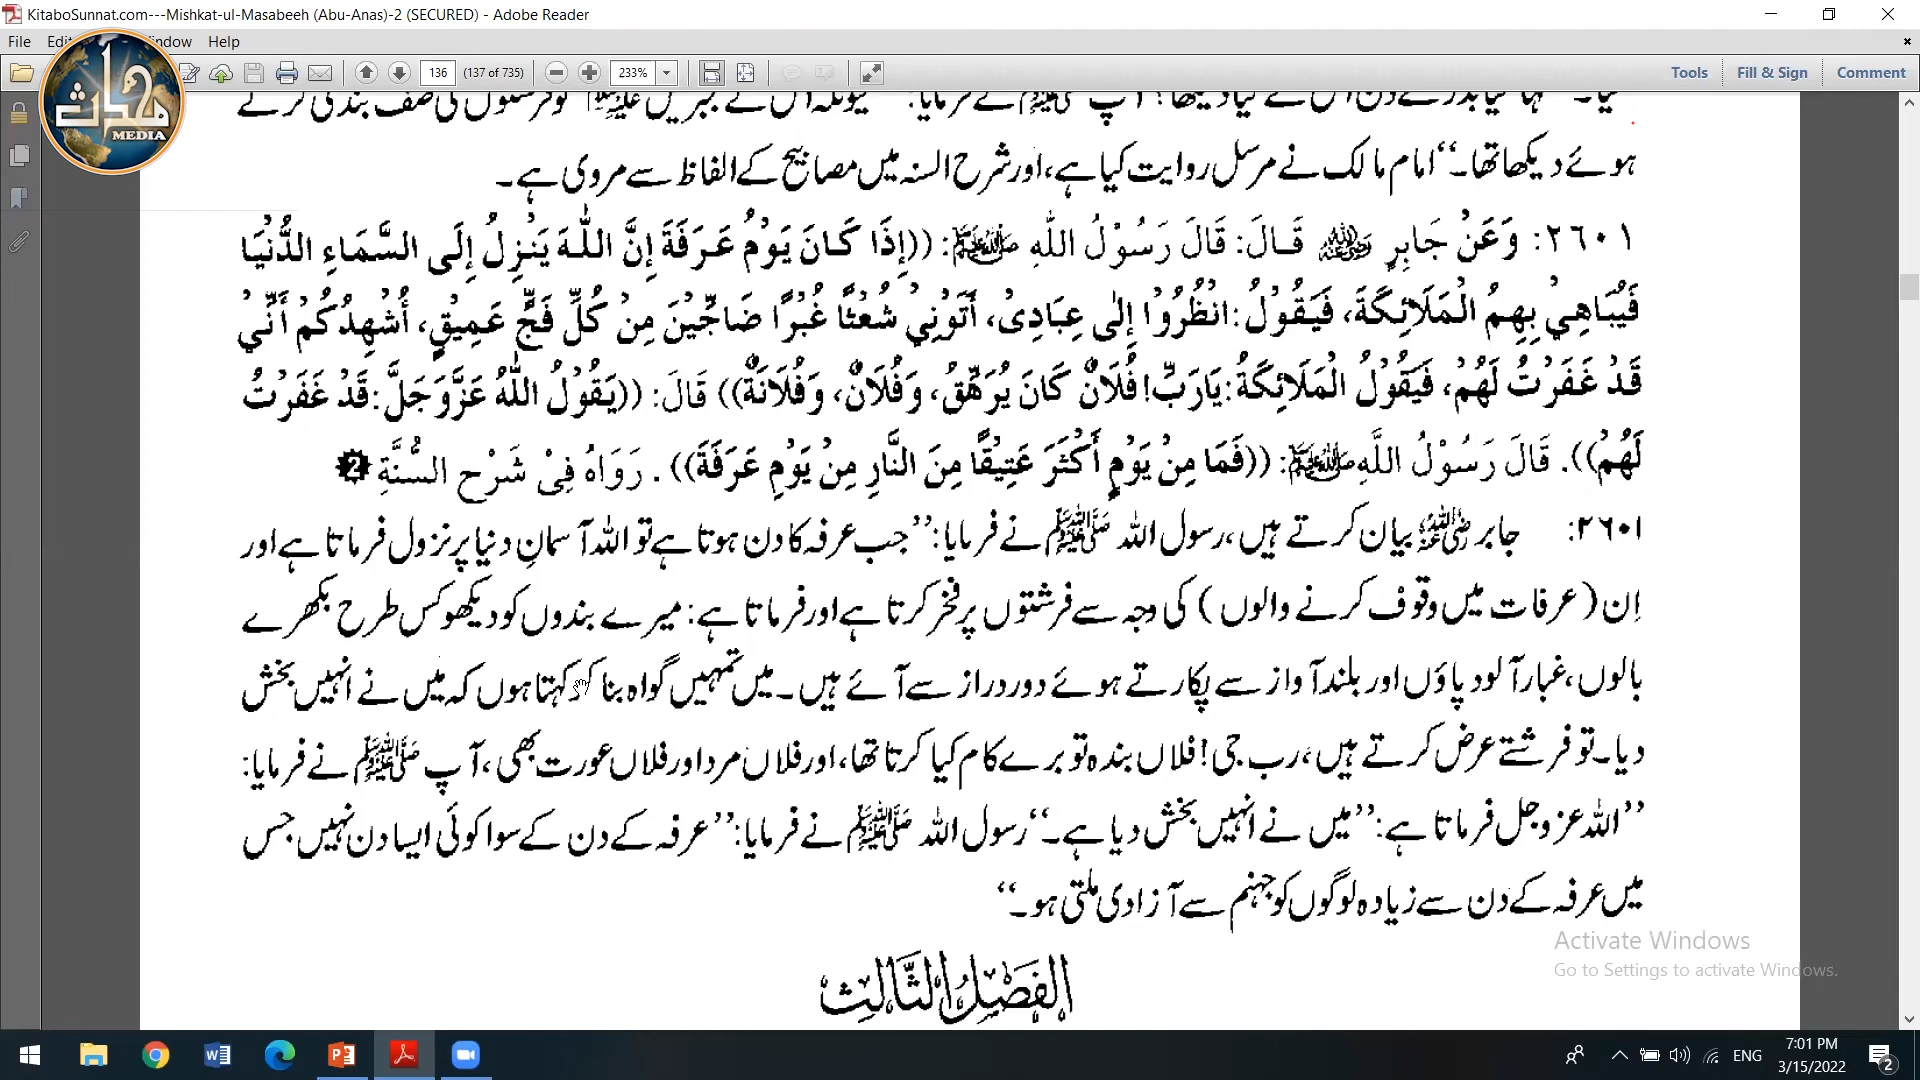 KitaboSunnat.com---Mishkat-ul-Masabeeh (Abu-Anas)-2 (SECURED) - Adobe Reader
File Edit Window Help
136 (137 of 735) 233% Tools Fill & Sign Comment
محدث
MEDIA
ہوئے دیکھا تھا۔‘‘ امام مالک نے مرسل روایت کیا ہے، اور شرح السنہ میں مصابیح کے الفاظ سے مروی ہے۔
٢٦٠١: وَعَنْ جَابِرٍ رضی اللہ عنہ قَالَ: قَالَ رَسُوْلُ اللّٰهِ ﷺ: ((إِذَا كَانَ يَوْمُ عَرَفَةَ إِنَّ اللّٰهَ يَنْزِلُ إِلَى السَّمَاءِ الدُّنْيَا
فَيُبَاهِيْ بِهِمُ الْمَلَائِكَةَ، فَيَقُوْلُ: انْظُرُوْا إِلٰى عِبَادِىْ، أَتَوْنِيْ شُعْثًا غُبْرًا ضَاجِّيْنَ مِنْ كُلِّ فَجٍّ عَمِيْقٍ، أُشْهِدُكُمْ أَنِّيْ
قَدْ غَفَرْتُ لَهُمْ، فَيَقُوْلُ الْمَلَائِكَةُ: يَارَبِّ! فُلَانٌ كَانَ يُرَهَّقُ، وَفُلَانٌ، وَفُلَانَةٌ)) قَالَ: ((يَقُوْلُ اللّٰهُ عَزَّوَجَلَّ: قَدْ غَفَرْتُ
لَهُمْ)). قَالَ رَسُوْلُ اللّٰهِ ﷺ: ((فَمَا مِنْ يَوْمٍ أَكْثَرَ عَتِيْقًا مِنَ النَّارِ مِنْ يَوْمِ عَرَفَةَ)). رَوَاهُ فِىْ شَرْحِ السُّنَّةِ ❷
٢٦٠١: جابر رضی اللہ عنہ بیان کرتے ہیں، رسول اللہ ﷺ نے فرمایا: ’’جب عرفہ کا دن ہوتا ہے تو اللہ آسمانِ دنیا پر نزول فرماتا ہے اور
اِن (عرفات میں وقوف کرنے والوں) کی وجہ سے فرشتوں پر فخر کرتا ہے اور فرماتا ہے: میرے بندوں کو دیکھو کس طرح بکھرے
بالوں، غبار آلود پاؤں اور بلند آواز سے پکارتے ہوئے دور دراز سے آئے ہیں۔ میں تمہیں گواہ بنا کر کہتا ہوں کہ میں نے انہیں بخش
دیا۔ تو فرشتے عرض کرتے ہیں، رب جی! فلاں بندہ تو برے کام کیا کرتا تھا، اور فلاں مرد اور فلاں عورت بھی، آپ ﷺ نے فرمایا:
’’اللہ عزوجل فرماتا ہے: ’’میں نے انہیں بخش دیا ہے۔‘‘ رسول اللہ ﷺ نے فرمایا: ’’عرفہ کے دن کے سوا کوئی ایسا دن نہیں جس
میں عرفہ کے دن سے زیادہ لوگوں کو جہنم سے آزادی ملتی ہو۔‘‘
الفَصْلُ الثَّالِث
Activate Windows
Go to Settings to activate Windows.
ENG 7:01 PM
3/15/2022 2